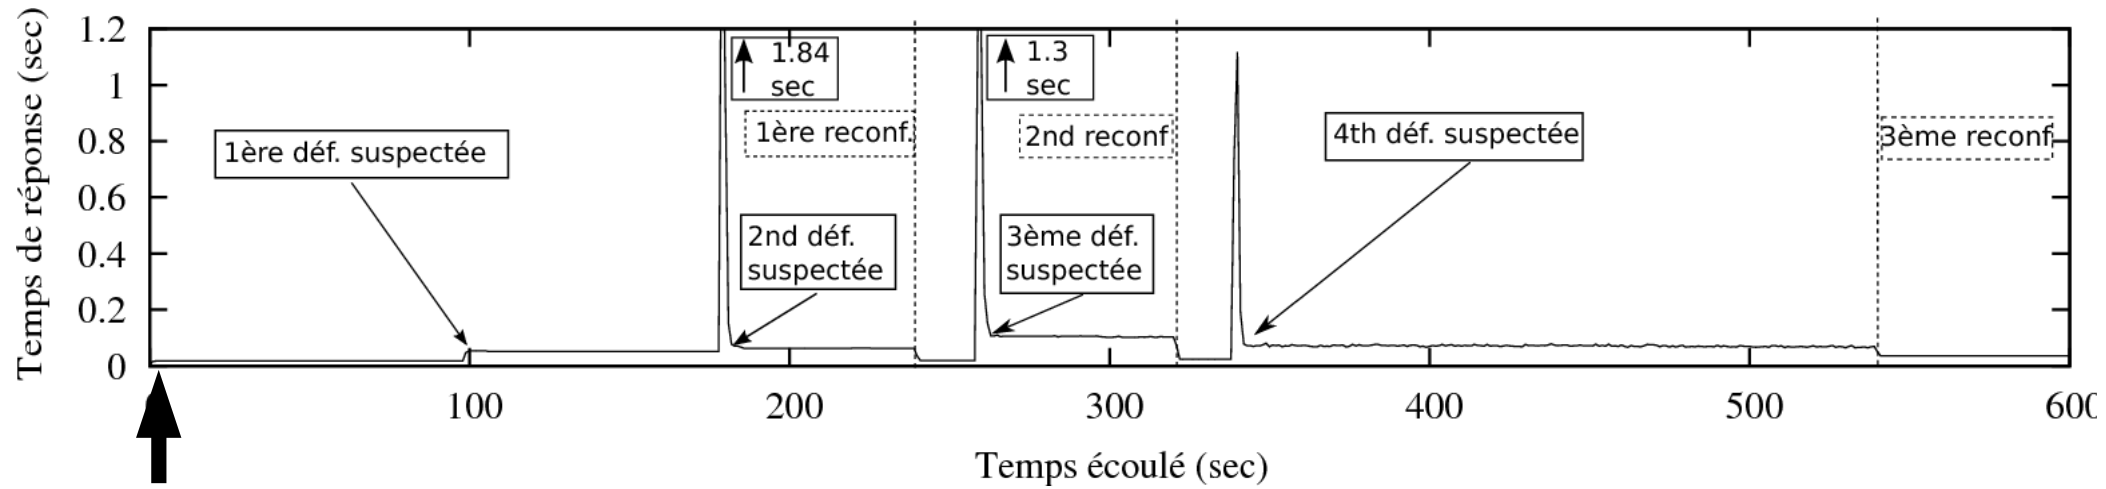 Temps de réponse (sec)
1.2
1
0.8
0.6
0.4
0.2
0
1.84
sec
1.3
sec
1ère reconf.
2nd reconf
4th déf. suspectée
3ème reconf
1ère déf. suspectée
2nd déf.
suspectée
3ème déf.
suspectée
100
200
300
400
500
600
Temps écoulé (sec)